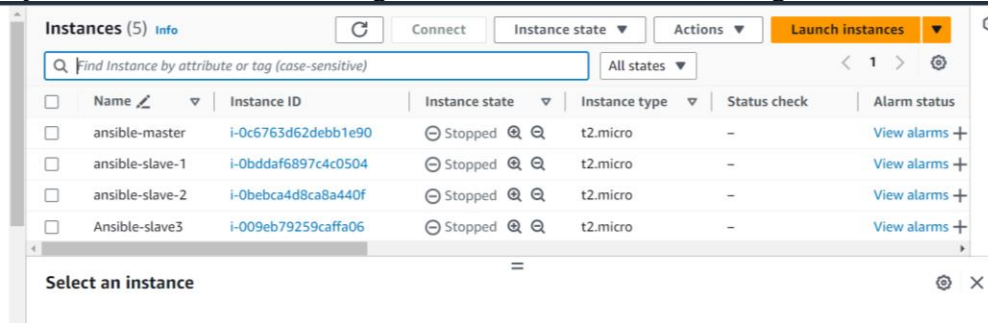 Instances (5) Info Connect Instance state Actions Launch instances
Find Instance by attribute or tag (case-sensitive) All states 1
Name Instance ID Instance state Instance type Status check Alarm status
ansible-master i-0c6763d62debb1e90 Stopped t2.micro – View alarms
ansible-slave-1 i-0bddaf6897c4c0504 Stopped t2.micro – View alarms
ansible-slave-2 i-0bebca4d8ca8a440f Stopped t2.micro – View alarms
Ansible-slave3 i-009eb79259caffa06 Stopped t2.micro – View alarms
Select an instance